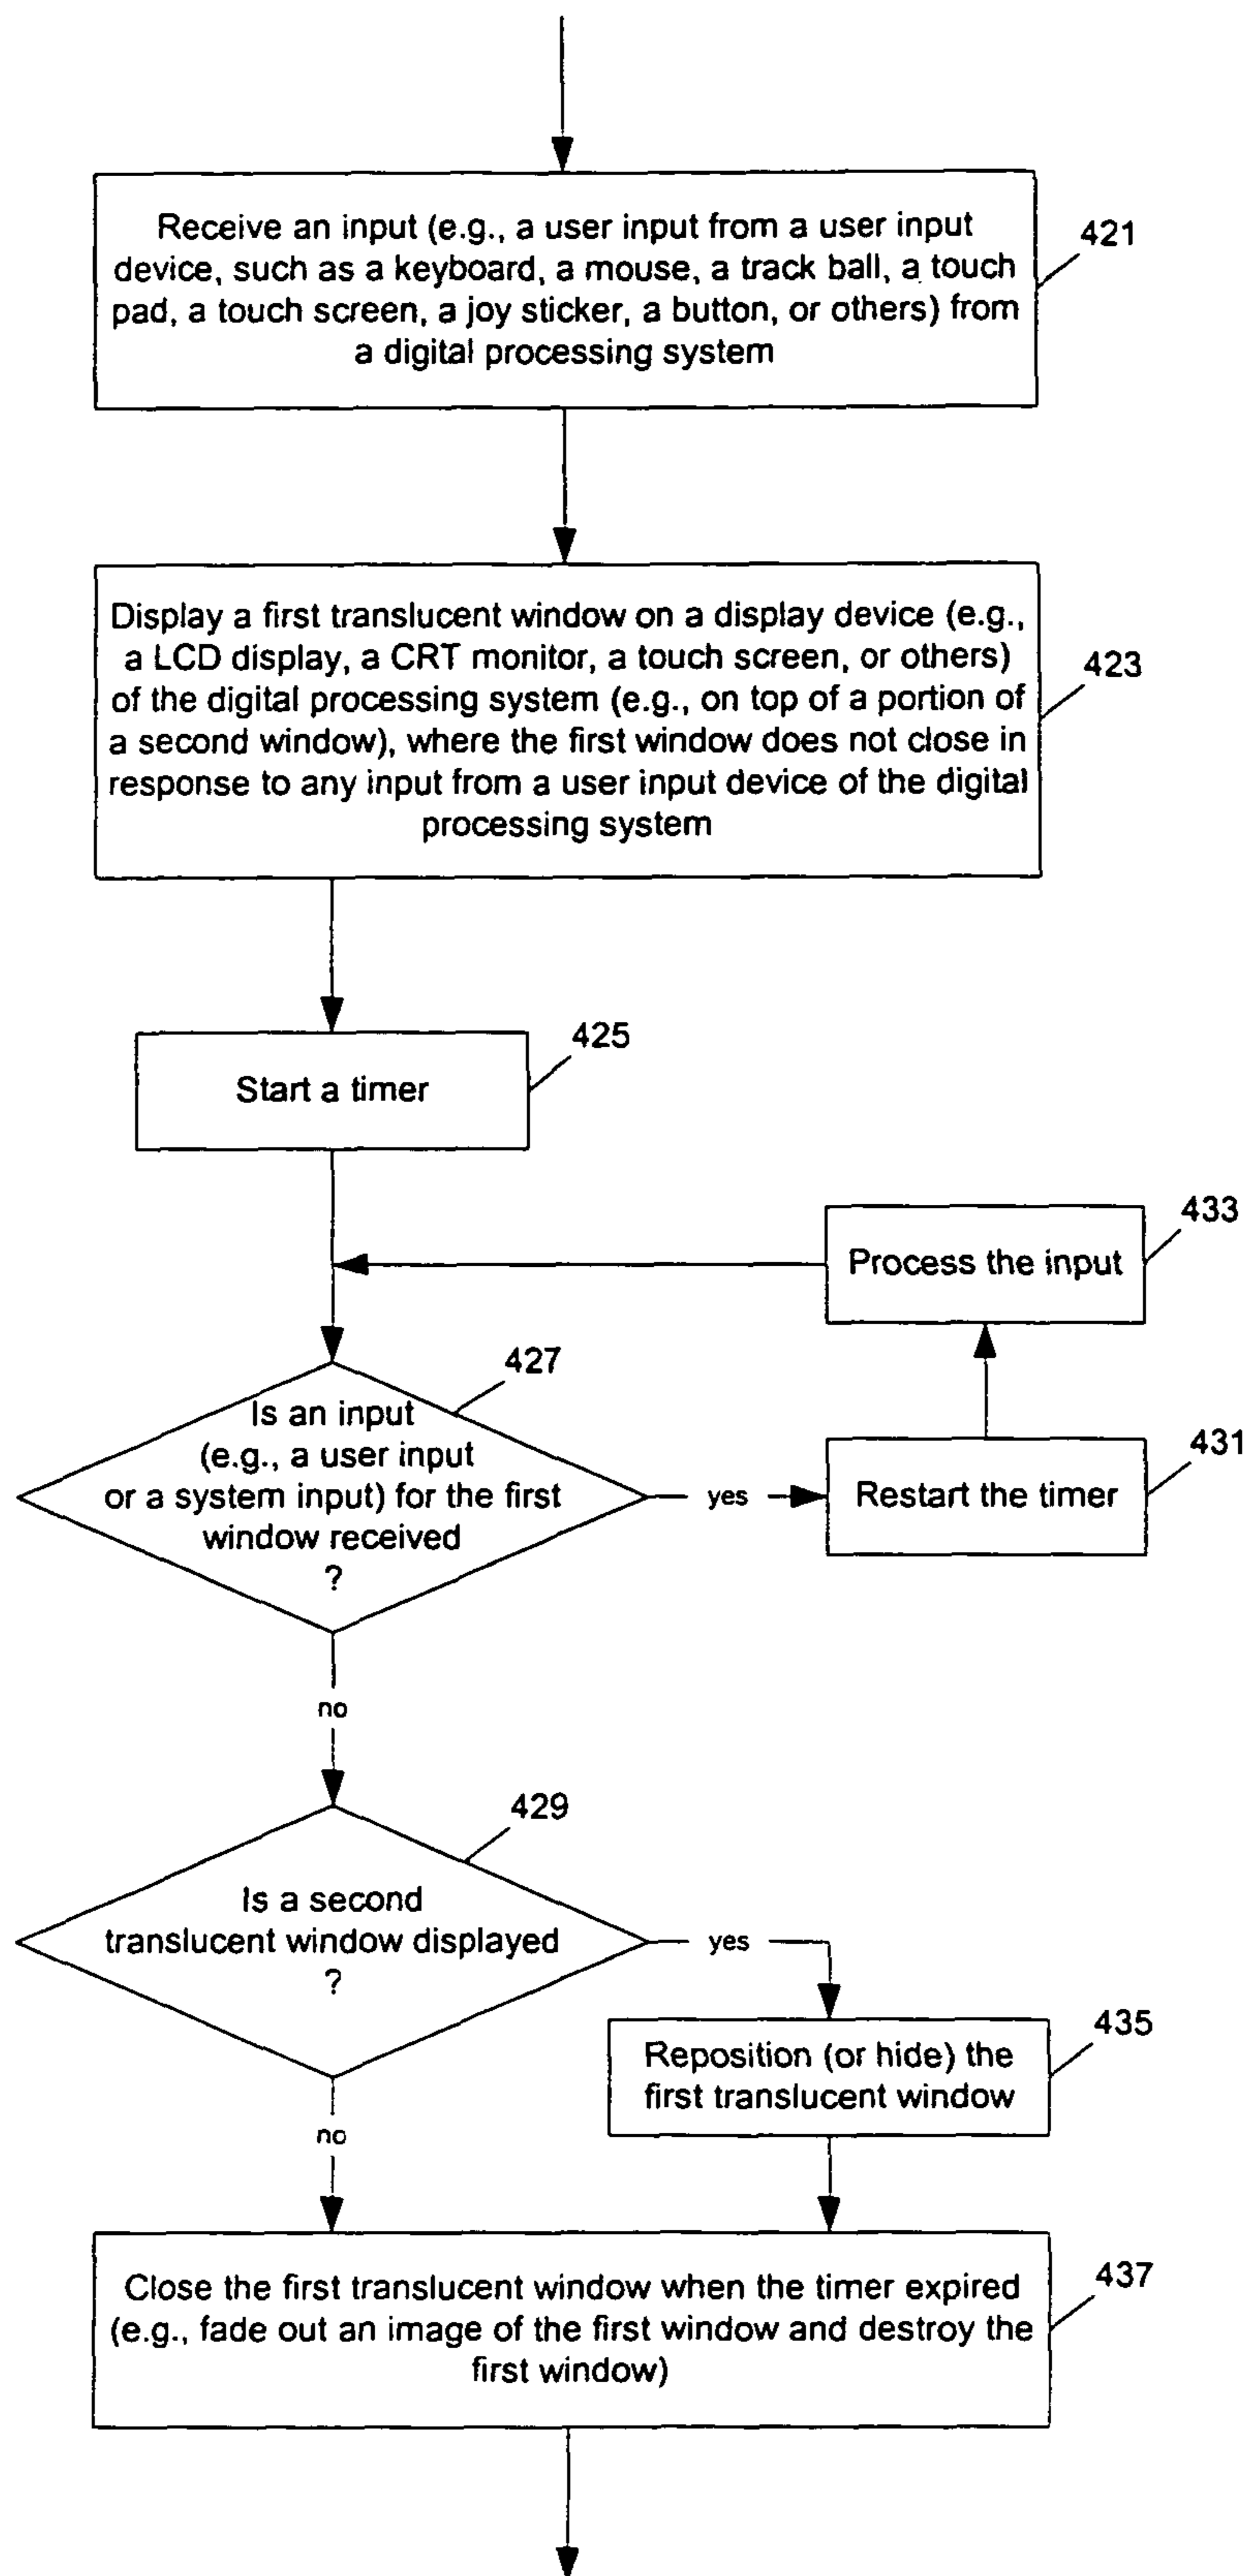 Receive an input (e.g., a user input from a user input
device, such as a keyboard, a mouse, a track ball, a touch
pad, a touch screen, a joy sticker, a button, or others) from
a digital processing system
421
Display a first translucent window on a display device (e.g.,
a LCD display, a CRT monitor, a touch screen, or others)
of the digital processing system (e.g., on top of a portion of
a second window), where the first window does not close in
response to any input from a user input device of the digital
processing system
423
Start a timer
425
Process the input
433
Is an input
(e.g., a user input
or a system input) for the first
window received
?
427
yes
Restart the timer
431
no
Is a second
translucent window displayed
?
429
yes
Reposition (or hide) the
first translucent window
435
no
Close the first translucent window when the timer expired
(e.g., fade out an image of the first window and destroy the
first window)
437